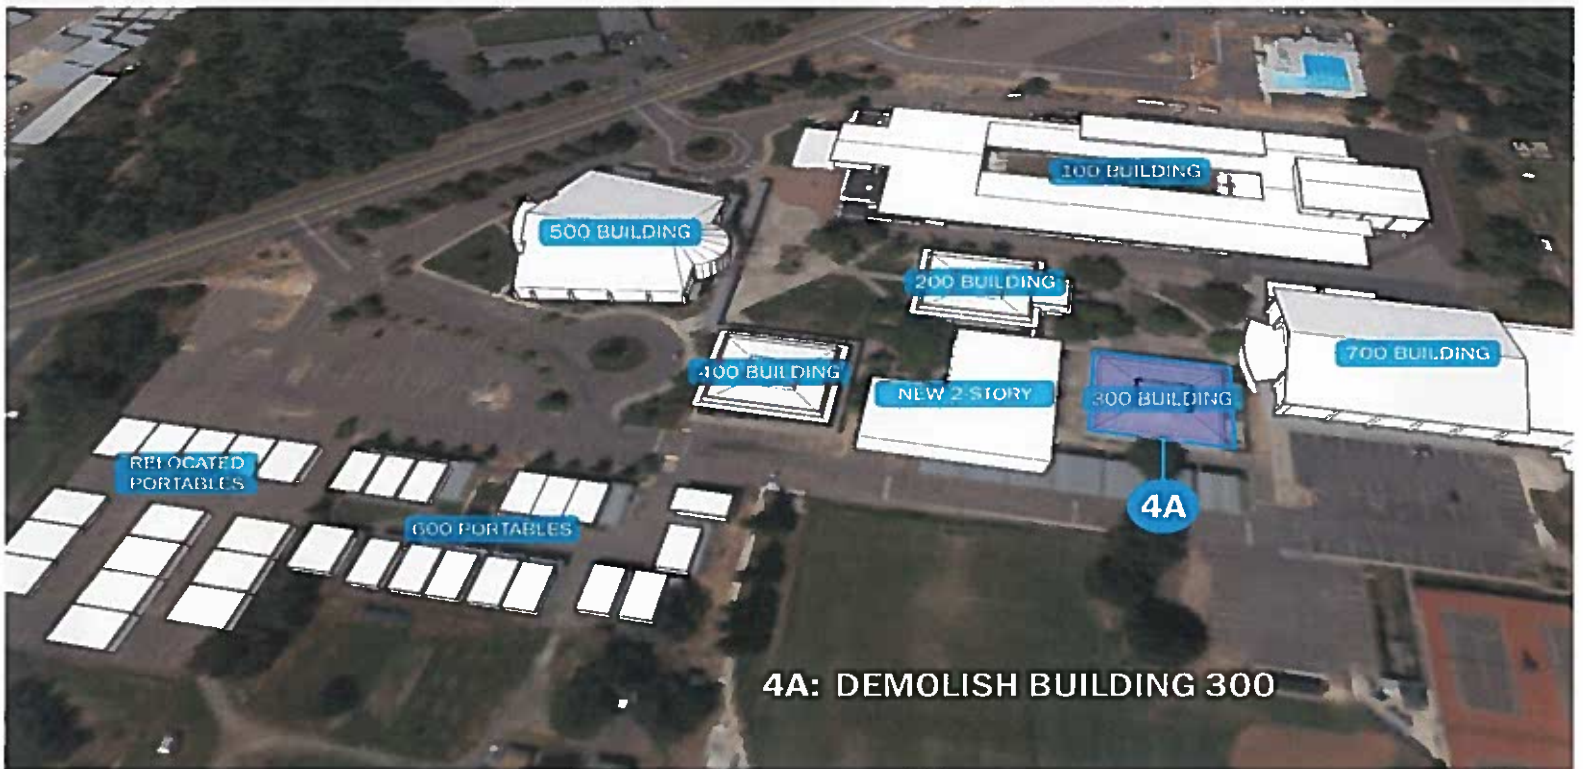 100 BUILDING
500 BUILDING
200 BUILDING
700 BUILDING
400 BUILDING
NEW 2 STORY
300 BUILDING
RELOCATED
PORTABLES
600 PORTABLES
4A
4A: DEMOLISH BUILDING 300